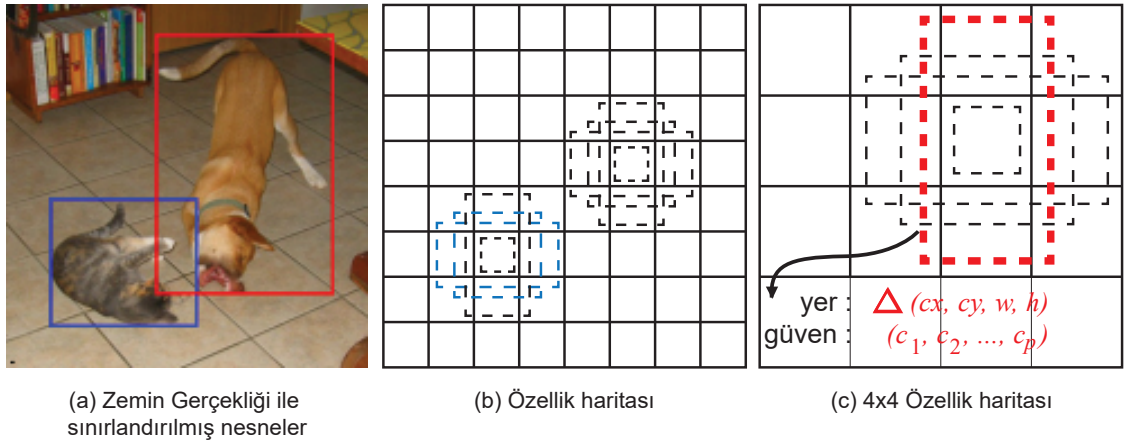 yer : Δ (cx, cy, w, h)
güven : (c1, c2, ..., cp)
(a) Zemin Gerçekliği ile
sınırlandırılmış nesneler
(b) Özellik haritası
(c) 4x4 Özellik haritası